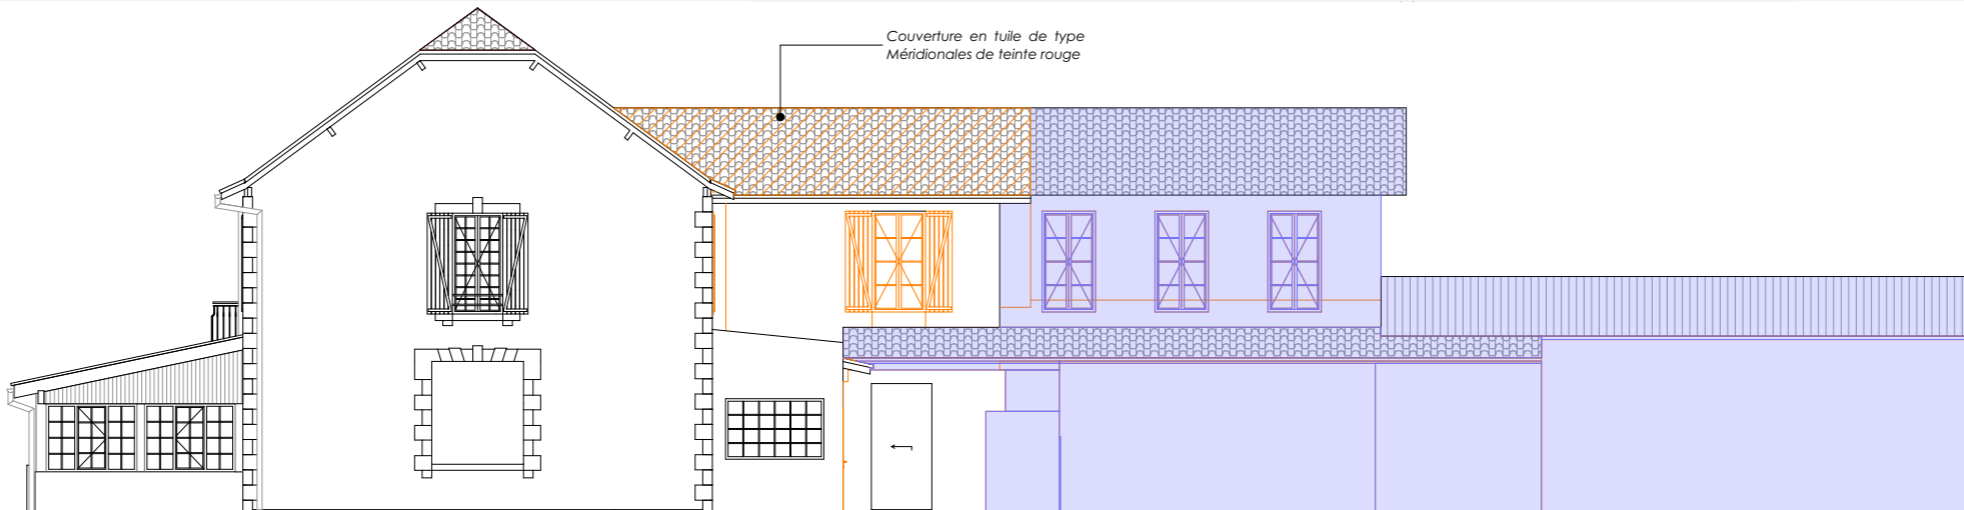 Couverture en tuile de type
Méridionales de teinte rouge